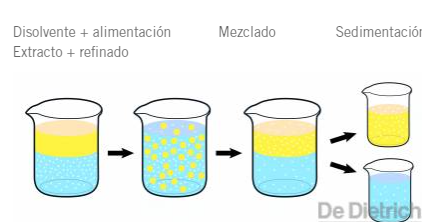 Disolvente + alimentación Mezclado Sedimentación
Extracto + refinado
De Dietrich